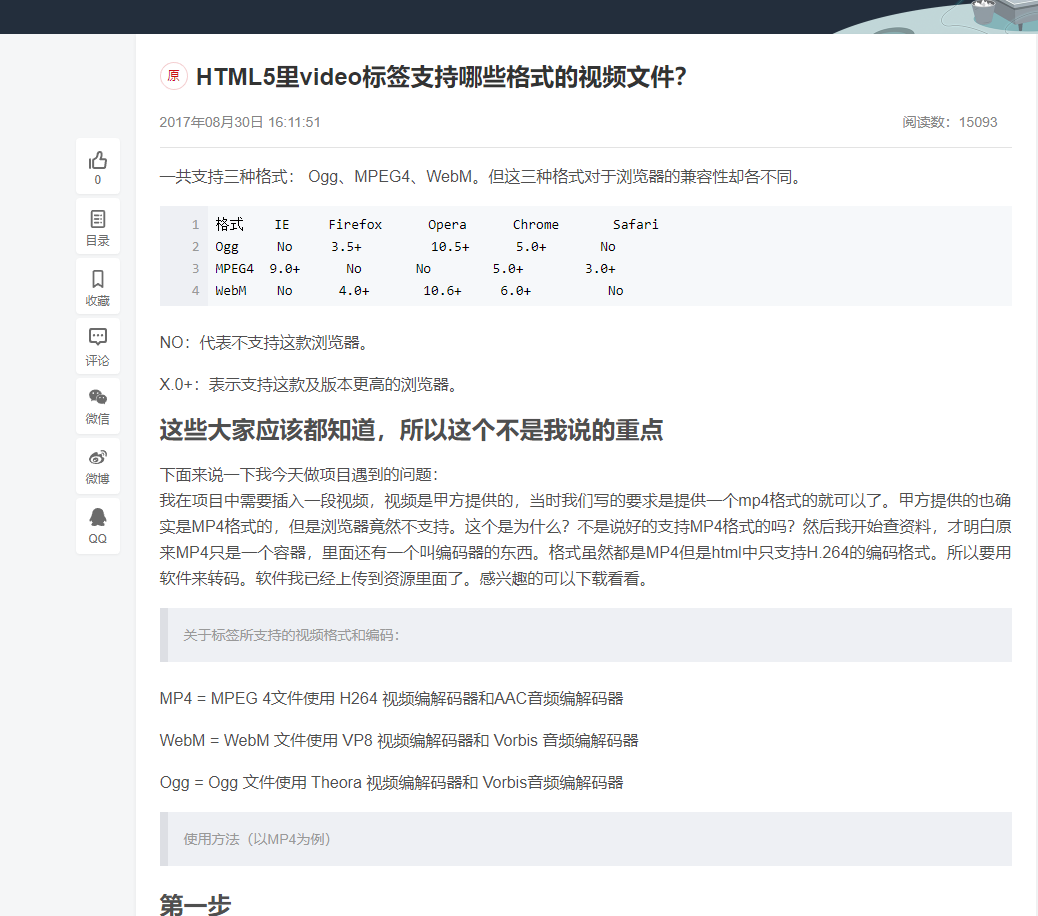 原 HTML5里video标签支持哪些格式的视频文件？
2017年08月30日 16:11:51 阅读数：15093
0
目录
收藏
评论
微信
微博
QQ
一共支持三种格式： Ogg、MPEG4、WebM。但这三种格式对于浏览器的兼容性却各不同。
1 格式 IE Firefox Opera Chrome Safari
2 Ogg No 3.5+ 10.5+ 5.0+ No
3 MPEG4 9.0+ No No 5.0+ 3.0+
4 WebM No 4.0+ 10.6+ 6.0+ No
NO：代表不支持这款浏览器。
X.0+：表示支持这款及版本更高的浏览器。
这些大家应该都知道，所以这个不是我说的重点
下面来说一下我今天做项目遇到的问题：
我在项目中需要插入一段视频，视频是甲方提供的，当时我们写的要求是提供一个mp4格式的就可以了。甲方提供的也确
实是MP4格式的，但是浏览器竟然不支持。这个是为什么？不是说好的支持MP4格式的吗？然后我开始查资料，才明白原
来MP4只是一个容器，里面还有一个叫编码器的东西。格式虽然都是MP4但是html中只支持H.264的编码格式。所以要用
软件来转码。软件我已经上传到资源里面了。感兴趣的可以下载看看。
关于标签所支持的视频格式和编码：
MP4 = MPEG 4文件使用 H264 视频编解码器和AAC音频编解码器
WebM = WebM 文件使用 VP8 视频编解码器和 Vorbis 音频编解码器
Ogg = Ogg 文件使用 Theora 视频编解码器和 Vorbis音频编解码器
使用方法（以MP4为例）
第一步